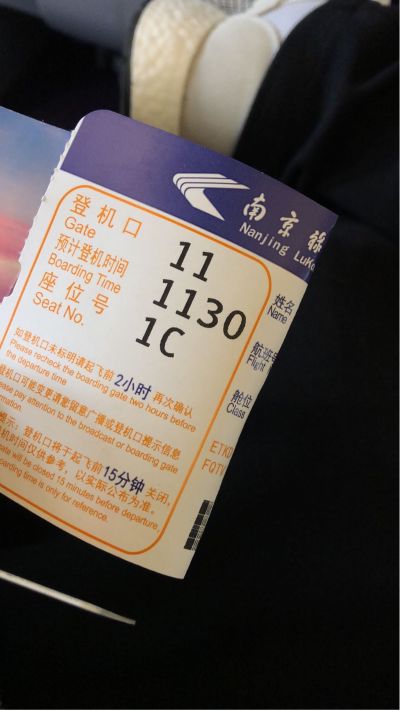 南京
Nanjing
登机口
Gate
11
预计登机时间
Boarding Time
1130
座位号
Seat No.
1C
如登机口未标明请起飞前2小时再次确认
Please recheck the boarding gate two hours before
the departure time
登机口可能变更请您留意广播或登机口提示信息
pay attention to the broadcast or boarding gate
提示：登机口将于起飞前15分钟关闭，
登机时间仅供参考，以实际公布为准。
gate will be closed 15 minutes before departure,
boarding time is only for reference.
姓名
Name
航班号
Flight
舱位
Class
ETKT